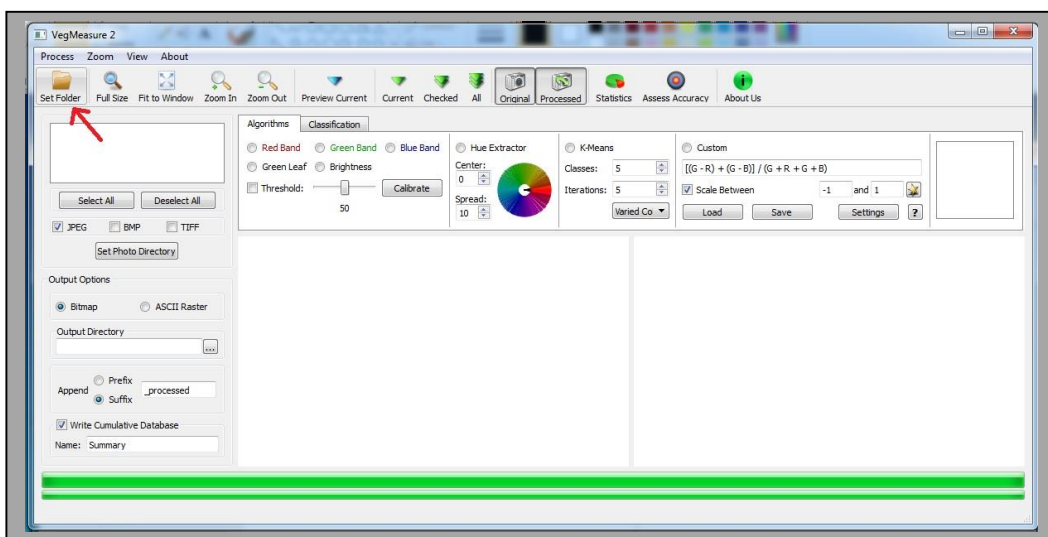 VegMeasure 2
Process Zoom View About
Set Folder Full Size Fit to Window Zoom In Zoom Out Preview Current Current Checked All Original Processed Statistics Assess Accuracy About Us
Select All Deselect All
JPEG BMP TIFF
Set Photo Directory
Output Options
Bitmap ASCII Raster
Output Directory
...
Append Prefix
Suffix
_processed
Write Cumulative Database
Name: Summary
Algorithms Classification
Red Band Green Band Blue Band
Green Leaf Brightness
Threshold: Calibrate
50
Hue Extractor
Center:
0
Spread:
10
K-Means
Classes: 5
Iterations: 5
Varied Co
Custom
[(G - R) + (G - B)] / (G + R + G + B)
Scale Between -1 and 1
Load Save Settings ?